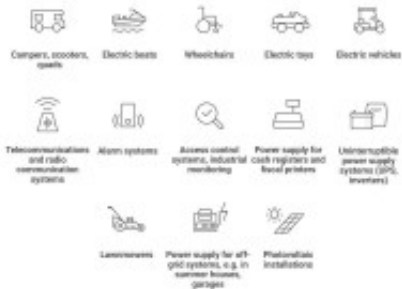 Campers, scooters,
quads
Electric boats
Wheelchairs
Electric toys
Electric vehicles
Telecommunications
and radio
communication
systems
Alarm systems
Access control
systems, industrial
monitoring
Power supply for
cash registers and
fiscal printers
Uninterruptible
power supply
systems (UPS,
inverters)
Lawnmowers
Power supply for off-
grid systems, e.g. in
summer houses,
garages
Photovoltaic
installations